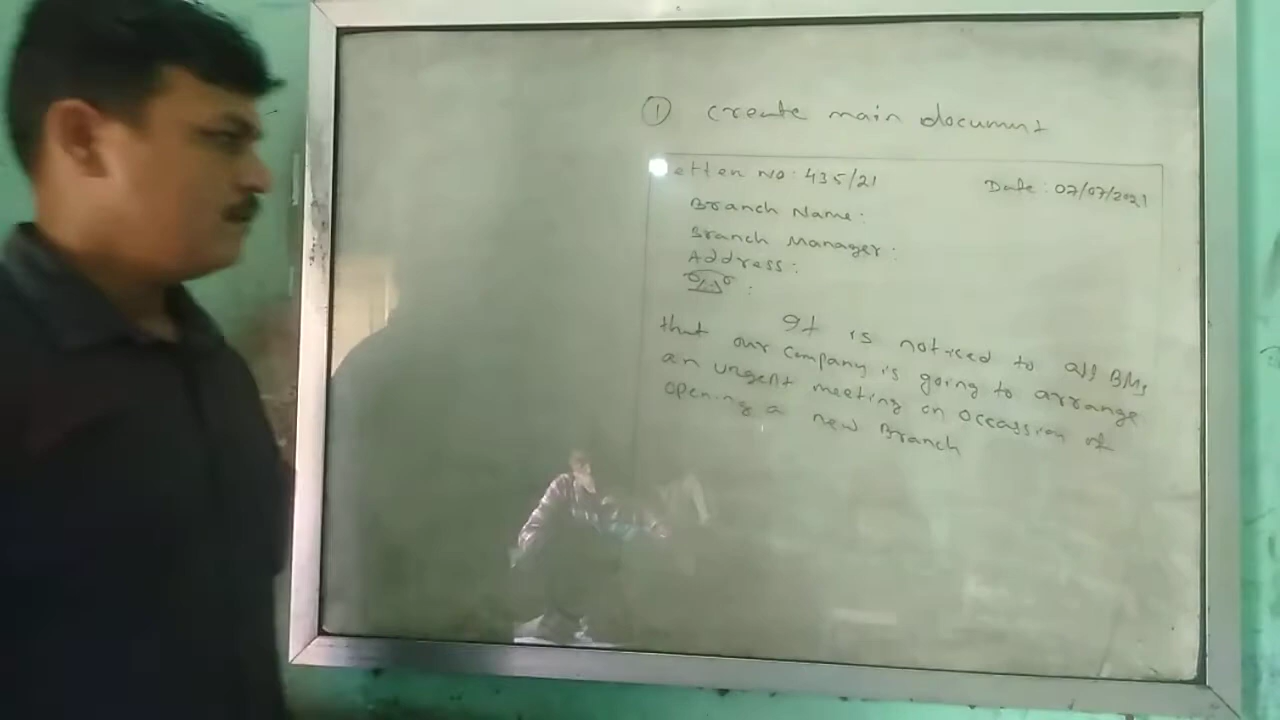 ① Create main document
Letter No: 435/21
Date: 07/07/2021
Branch Name:
Branch Manager:
Address:
☎:
It is noticed to all BMs
that our company is going to arrange
an urgent meeting on occassion of
opening a new Branch